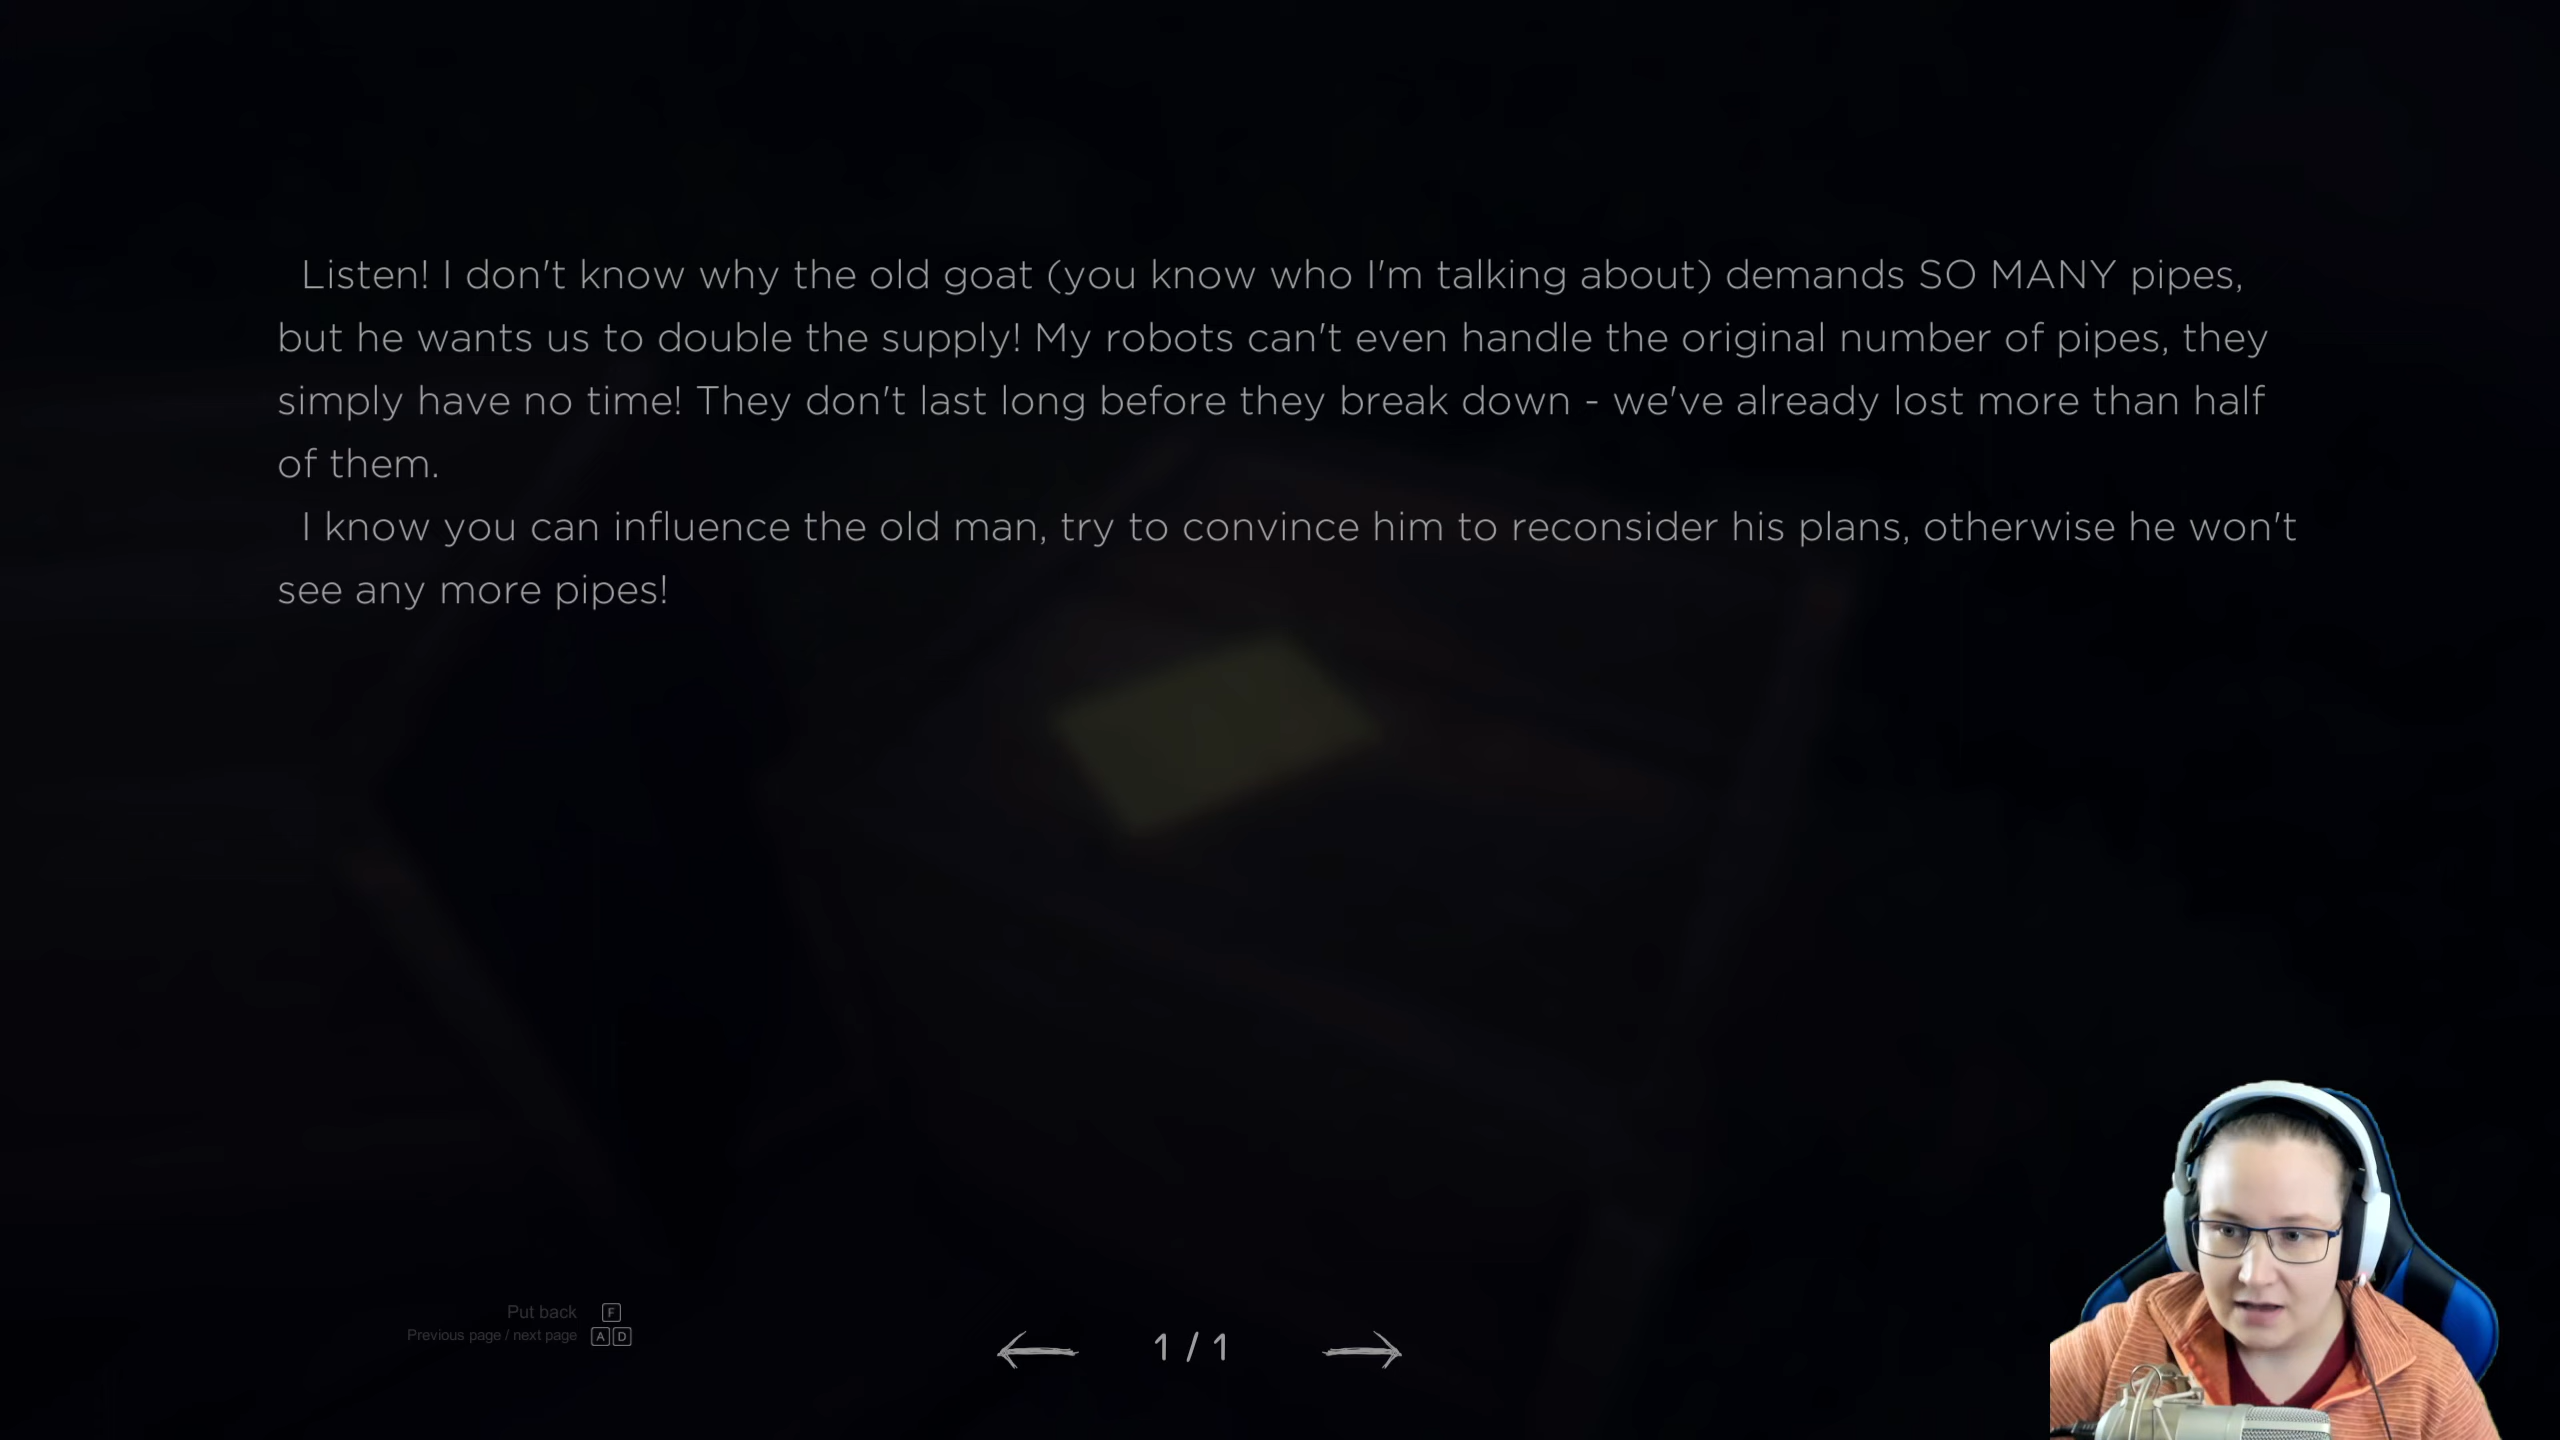 Listen! I don't know why the old goat (you know who I'm talking about) demands SO MANY pipes,
but he wants us to double the supply! My robots can't even handle the original number of pipes, they
simply have no time! They don't last long before they break down - we've already lost more than half
of them.
I know you can influence the old man, try to convince him to reconsider his plans, otherwise he won't
see any more pipes!
Put back F
Previous page / next page A D
1 / 1